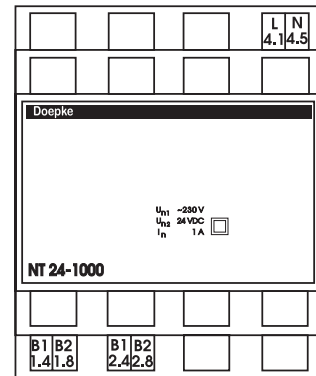 L N
4.1 4.5
Doepke
Un1 ~230 V
Un2 24 VDC
In 1 A
NT 24-1000
B1 B2 B1 B2
1.4 1.8 2.4 2.8